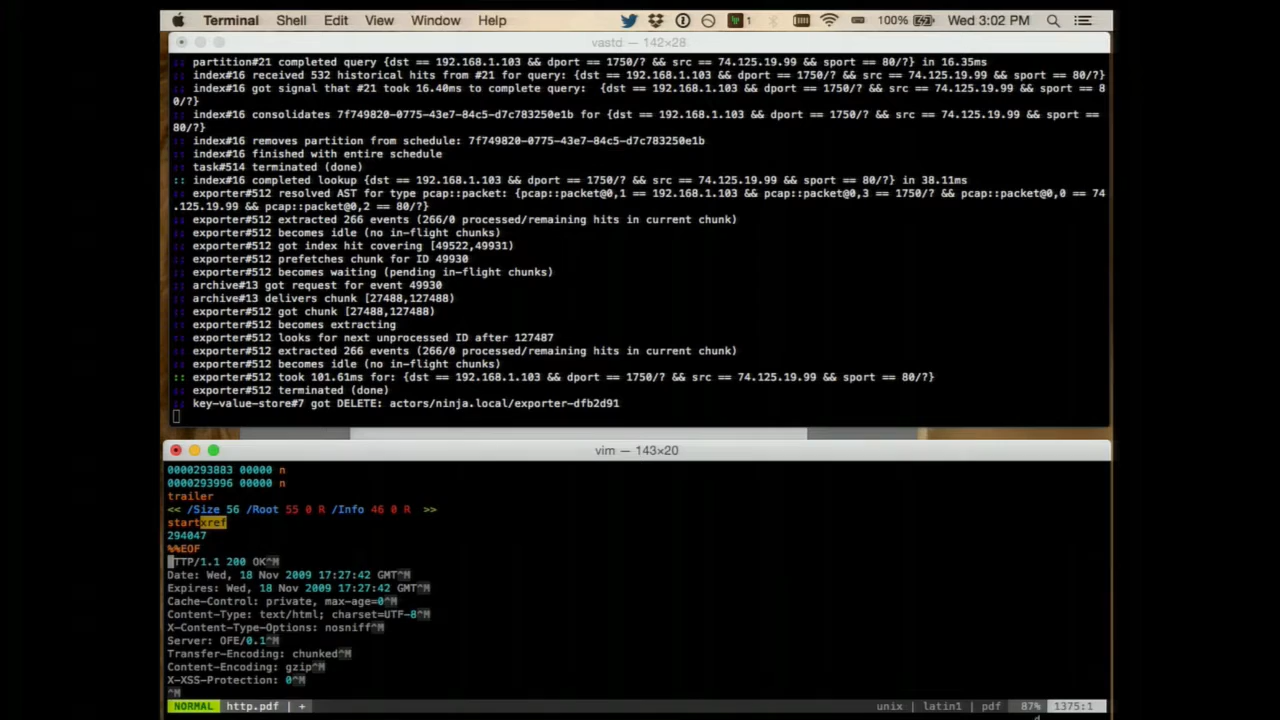 Terminal Shell Edit View Window Help 1 100% Wed 3:02 PM
vastd — 142×28
:: partition#21 completed query {dst == 192.168.1.103 && dport == 1750/? && src == 74.125.19.99 && sport == 80/?} in 16.35ms
:: index#16 received 532 historical hits from #21 for query: {dst == 192.168.1.103 && dport == 1750/? && src == 74.125.19.99 && sport == 80/?}
:: index#16 got signal that #21 took 16.40ms to complete query:  {dst == 192.168.1.103 && dport == 1750/? && src == 74.125.19.99 && sport == 8
0/?}
:: index#16 consolidates 7f749820-0775-43e7-84c5-d7c783250e1b for {dst == 192.168.1.103 && dport == 1750/? && src == 74.125.19.99 && sport ==
80/?}
:: index#16 removes partition from schedule: 7f749820-0775-43e7-84c5-d7c783250e1b
:: index#16 finished with entire schedule
:: task#514 terminated (done)
:: index#16 completed lookup {dst == 192.168.1.103 && dport == 1750/? && src == 74.125.19.99 && sport == 80/?} in 38.11ms
:: exporter#512 resolved AST for type pcap::packet: {pcap::packet@0,1 == 192.168.1.103 && pcap::packet@0,3 == 1750/? && pcap::packet@0,0 == 74
.125.19.99 && pcap::packet@0,2 == 80/?}
:: exporter#512 extracted 266 events (266/0 processed/remaining hits in current chunk)
:: exporter#512 becomes idle (no in-flight chunks)
:: exporter#512 got index hit covering [49522,49931)
:: exporter#512 prefetches chunk for ID 49930
:: exporter#512 becomes waiting (pending in-flight chunks)
:: archive#13 got request for event 49930
:: archive#13 delivers chunk [27488,127488)
:: exporter#512 got chunk [27488,127488)
:: exporter#512 becomes extracting
:: exporter#512 looks for next unprocessed ID after 127487
:: exporter#512 extracted 266 events (266/0 processed/remaining hits in current chunk)
:: exporter#512 becomes idle (no in-flight chunks)
:: exporter#512 took 101.61ms for: {dst == 192.168.1.103 && dport == 1750/? && src == 74.125.19.99 && sport == 80/?}
:: exporter#512 terminated (done)
:: key-value-store#7 got DELETE: actors/ninja.local/exporter-dfb2d91
vim — 143×20
0000293883 00000 n
0000293996 00000 n
trailer
<< /Size 56 /Root 55 0 R /Info 46 0 R  >>
startxref
294047
%%EOF
TTP/1.1 200 OK^M
Date: Wed, 18 Nov 2009 17:27:42 GMT^M
Expires: Wed, 18 Nov 2009 17:27:42 GMT^M
Cache-Control: private, max-age=0^M
Content-Type: text/html; charset=UTF-8^M
X-Content-Type-Options: nosniff^M
Server: OFE/0.1^M
Transfer-Encoding: chunked^M
Content-Encoding: gzip^M
X-XSS-Protection: 0^M
^M
NORMAL http.pdf | + unix | latin1 | pdf 87% 1375:1